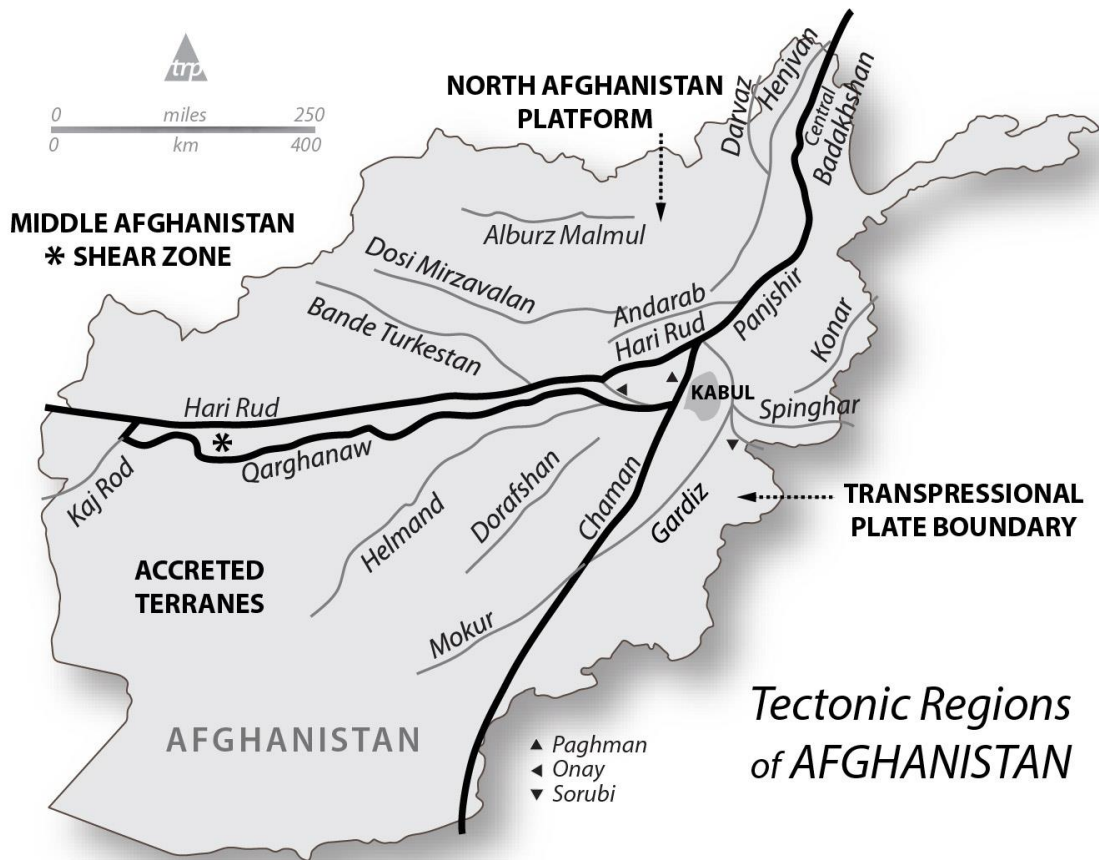 trp
0 miles 250
0 km 400
NORTH AFGHANISTAN
PLATFORM
MIDDLE AFGHANISTAN
* SHEAR ZONE
Darvaz
Henjvan
Central
Badakhshan
Alburz Malmul
Dosi Mirzavalan
Bande Turkestan
Andarab
Hari Rud
Panjshir
Konar
Hari Rud
*
Qarghanaw
Kaj Rod
KABUL
Spinghar
Helmand
Dorafshan
Chaman
Gardiz
TRANSPRESSIONAL
PLATE BOUNDARY
ACCRETED
TERRANES
Mokur
AFGHANISTAN
▲ Paghman
◄ Onay
▼ Sorubi
Tectonic Regions
of AFGHANISTAN